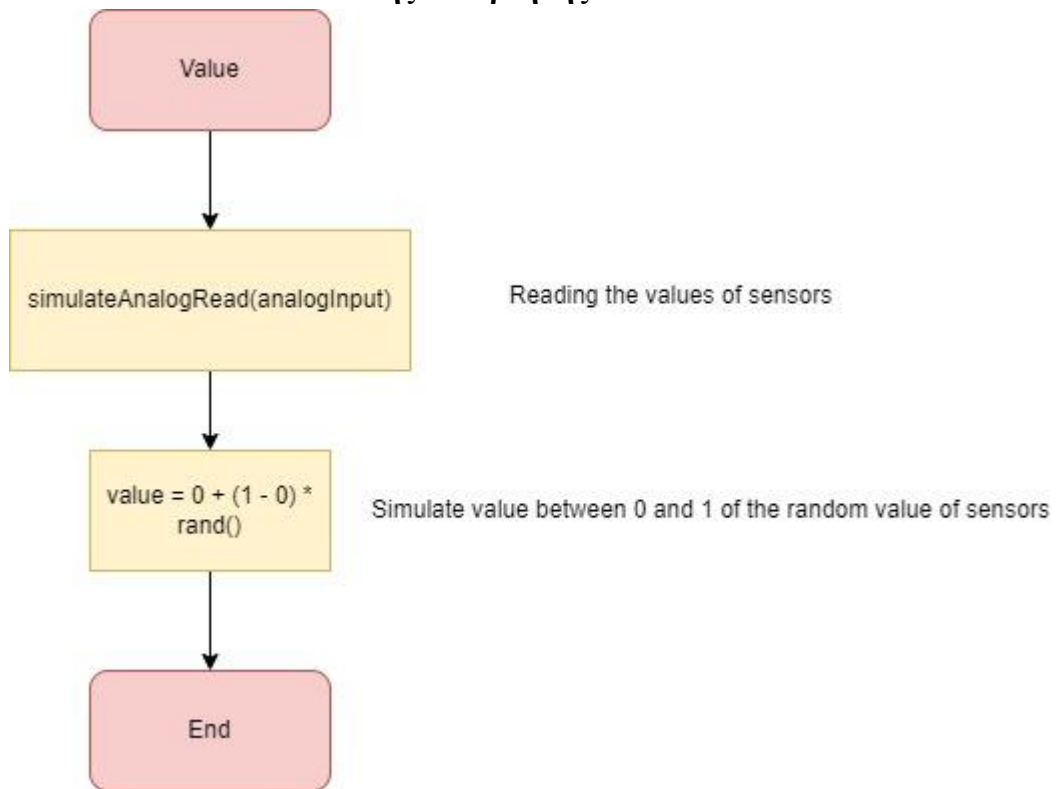 Value
simulateAnalogRead(analogInput)
Reading the values of sensors
value = 0 + (1 - 0) *
rand()
Simulate value between 0 and 1 of the random value of sensors
End